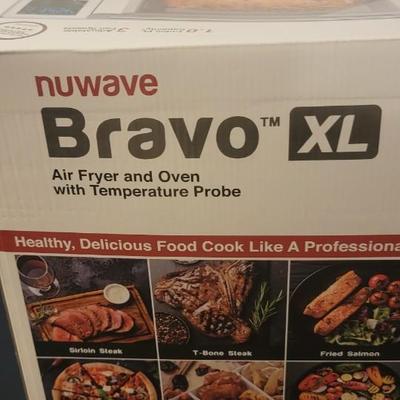 nuwave
Bravo™ XL
Air Fryer and Oven
with Temperature Probe
Healthy, Delicious Food Cook Like A Professiona
Sirloin Steak
T-Bone Steak
Fried Salmon